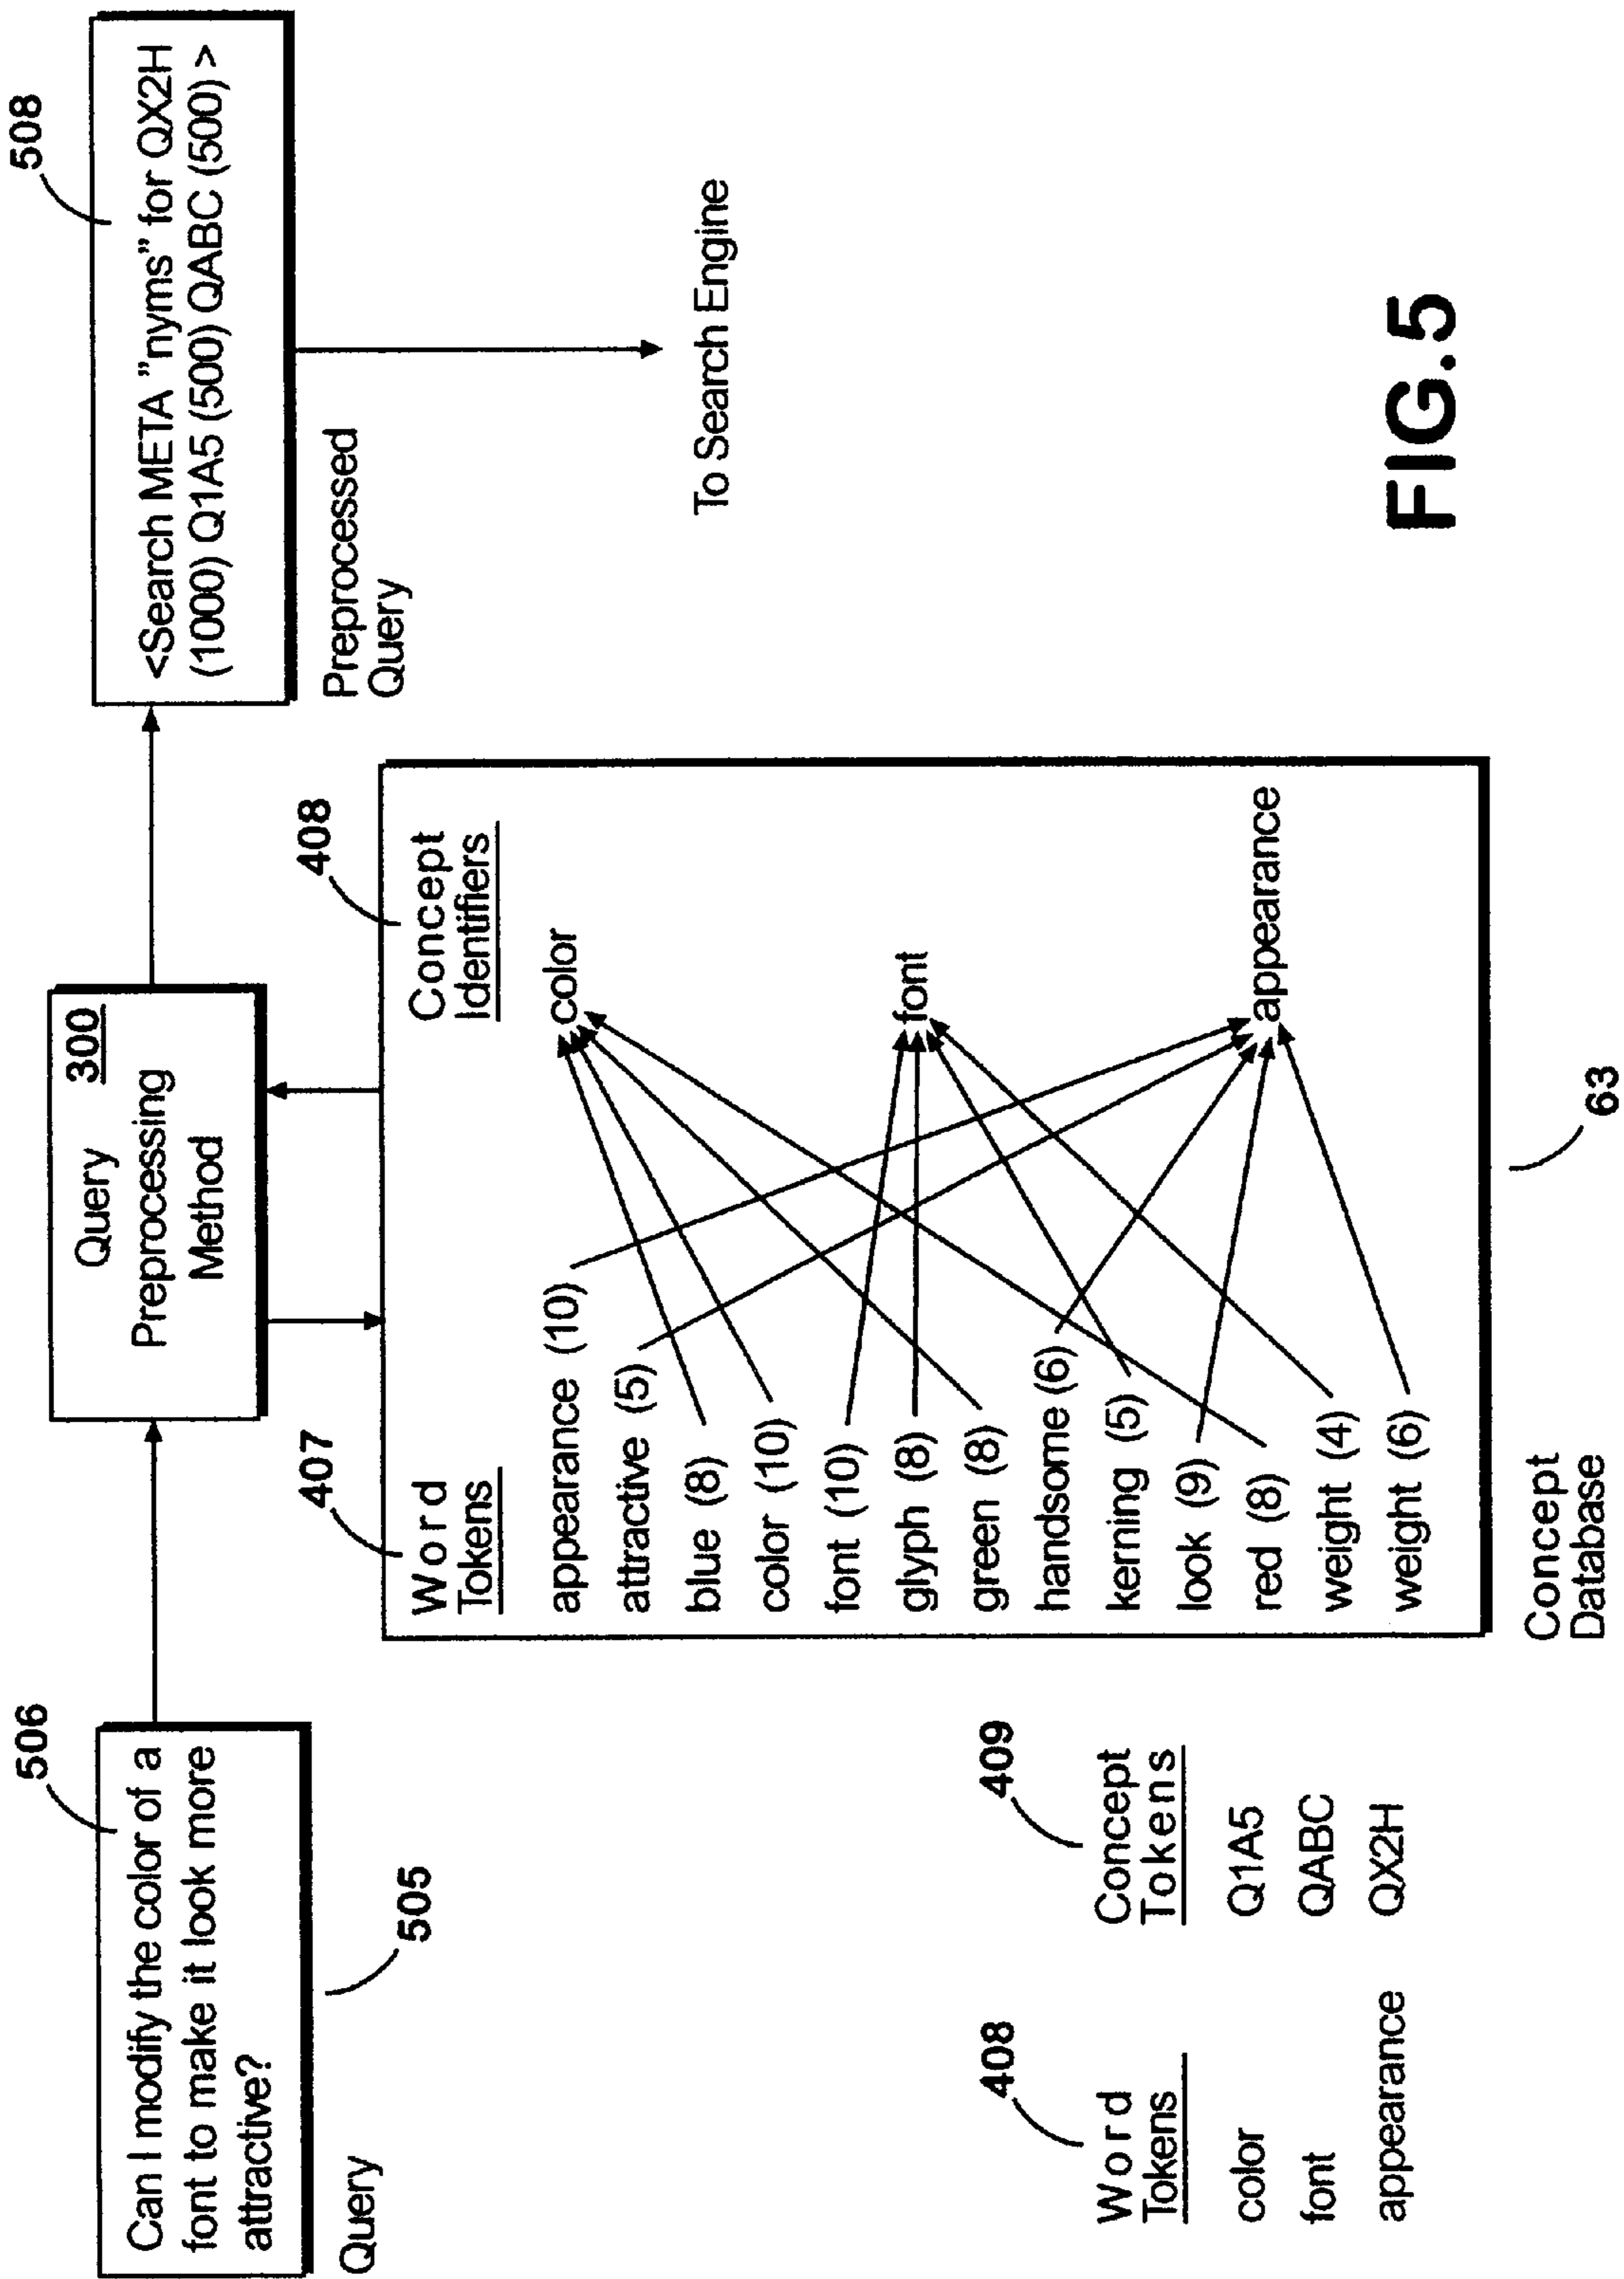 506
Can I modify the color of a
font to make it look more
attractive?
Query
505
Query 300
Preprocessing
Method
508
<Search META "nyms" for QX2H
(1000) Q1A5 (500) QABC (500) >
Preprocessed
Query
To Search Engine
407
Word
Tokens
408
Concept
Identifiers
appearance (10)
attractive (5)
blue (8)
color (10)
font (10)
glyph (8)
green (8)
handsome (6)
kerning (5)
look (9)
red (8)
weight (4)
weight (6)
color
font
appearance
Concept
Database
63
408
Word
Tokens
color
font
appearance
409
Concept
Tokens
Q1A5
QABC
QX2H
FIG.5